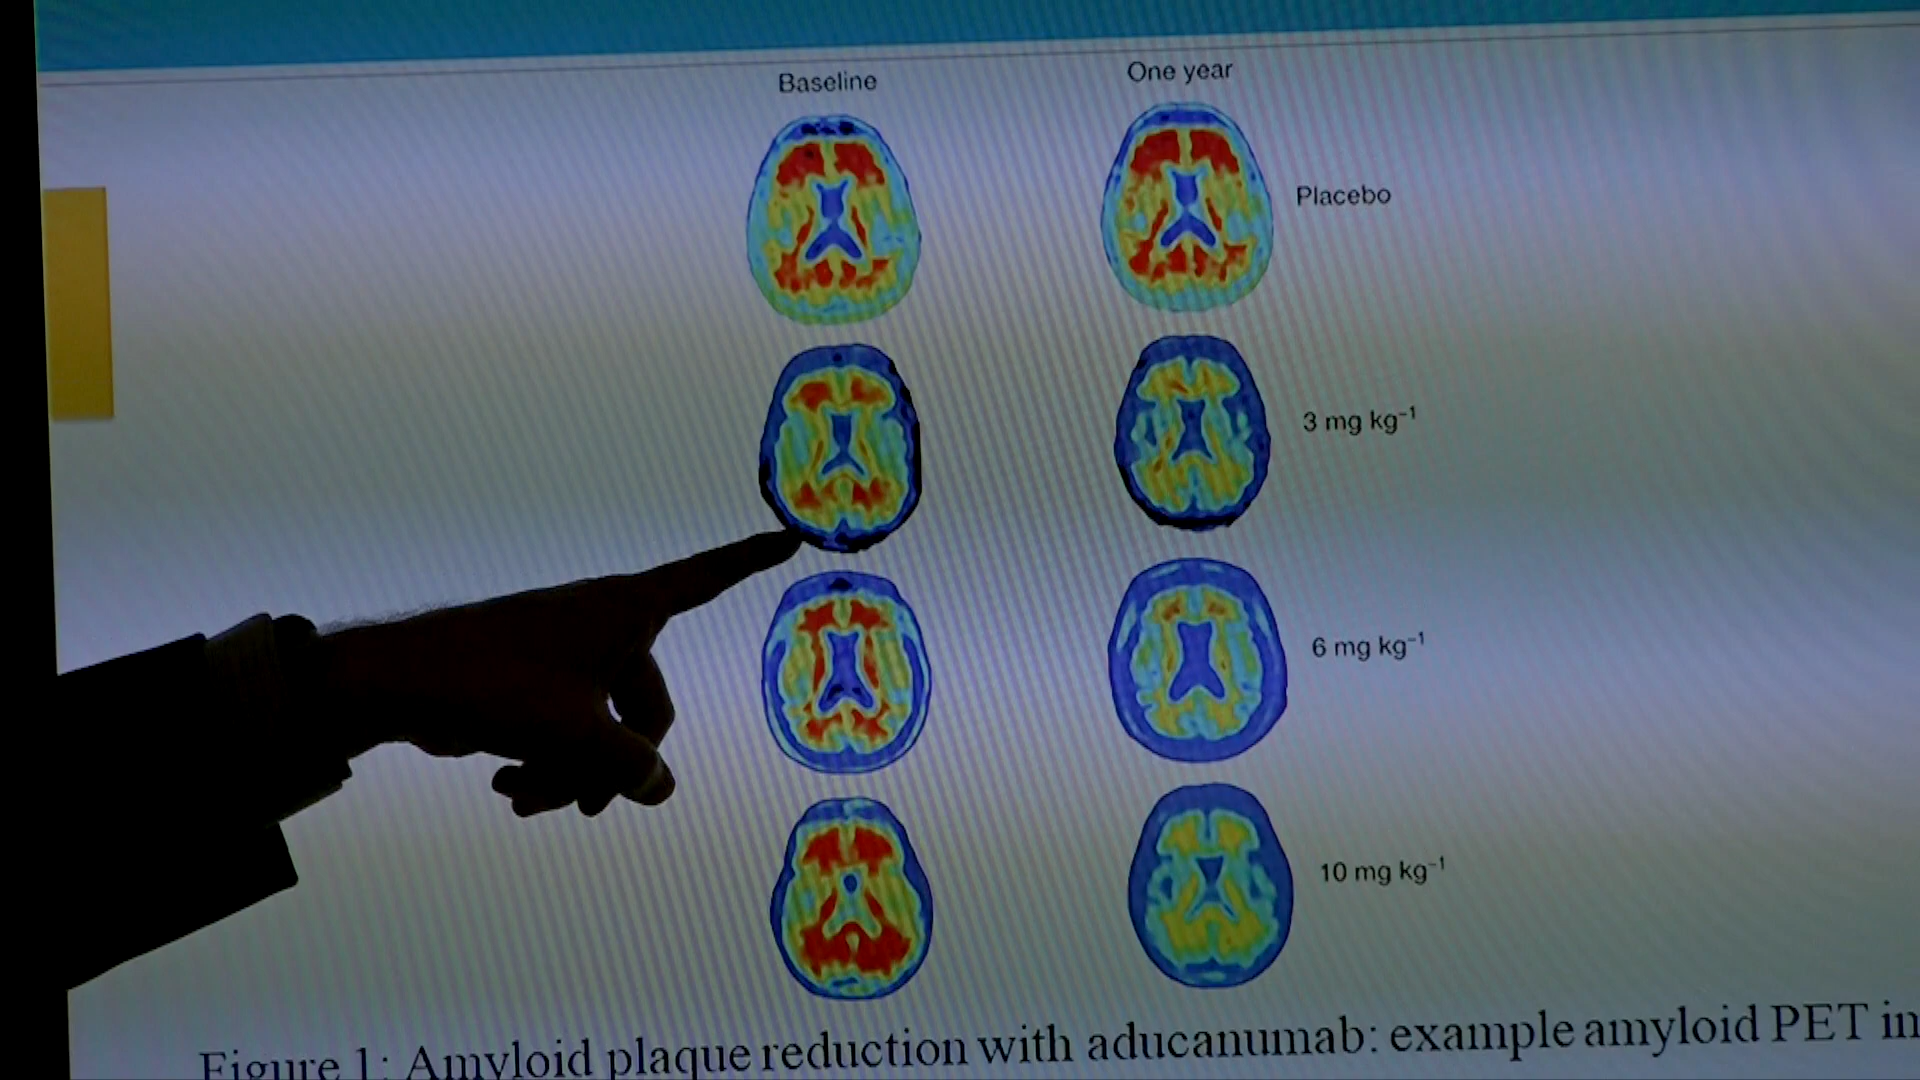 Baseline
One year
Placebo
3 mg kg⁻¹
6 mg kg⁻¹
10 mg kg⁻¹
Figure 1: Amyloid plaque reduction with aducanumab: example amyloid PET